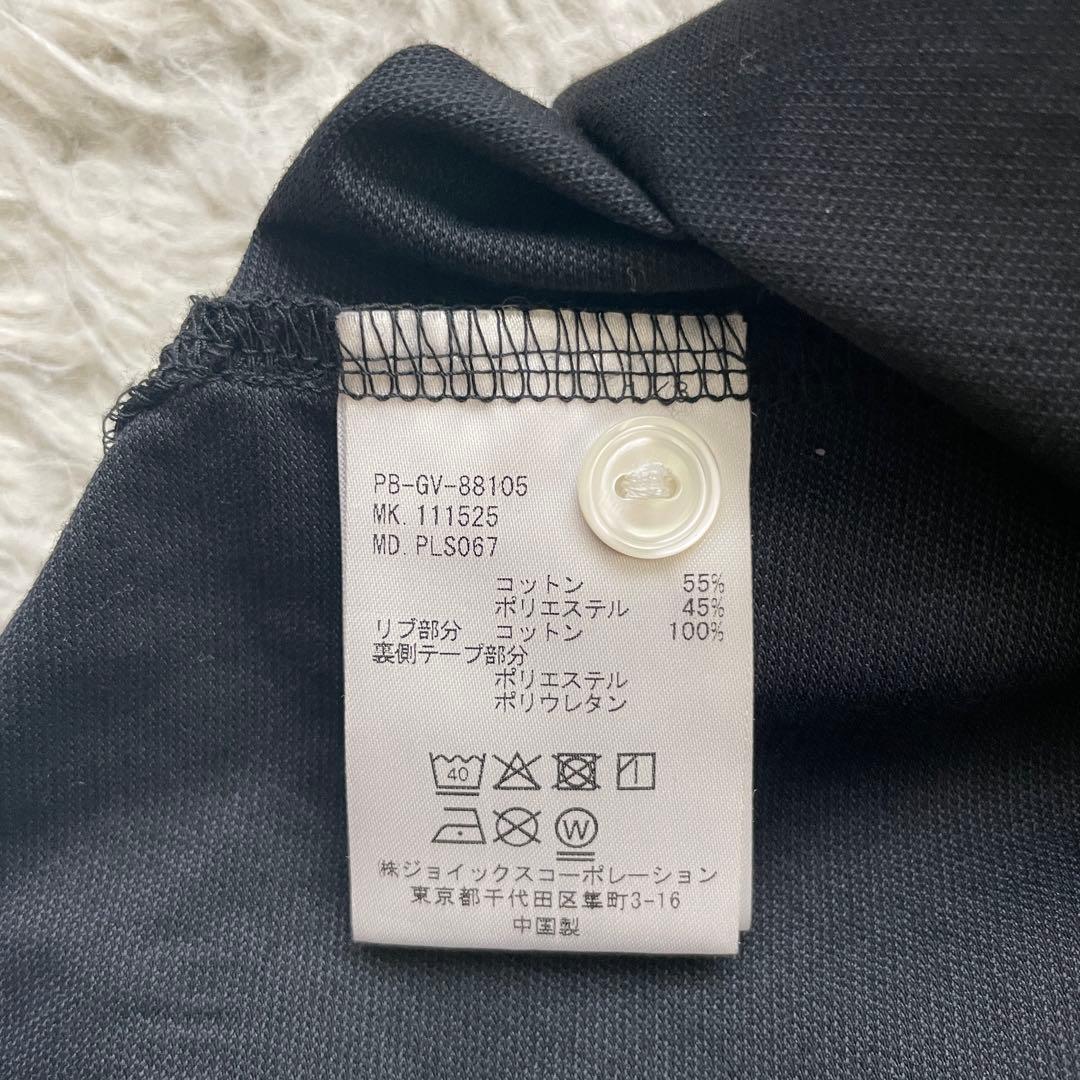 PB-GV-88105
MK. 111525
MD. PLS067
コットン 55%
ポリエステル 45%
リブ部分 コットン 100%
裏側テープ部分
ポリエステル
ポリウレタン
40
W
㈱ジョイックスコーポレーション
東京都千代田区隼町3-16
中国製